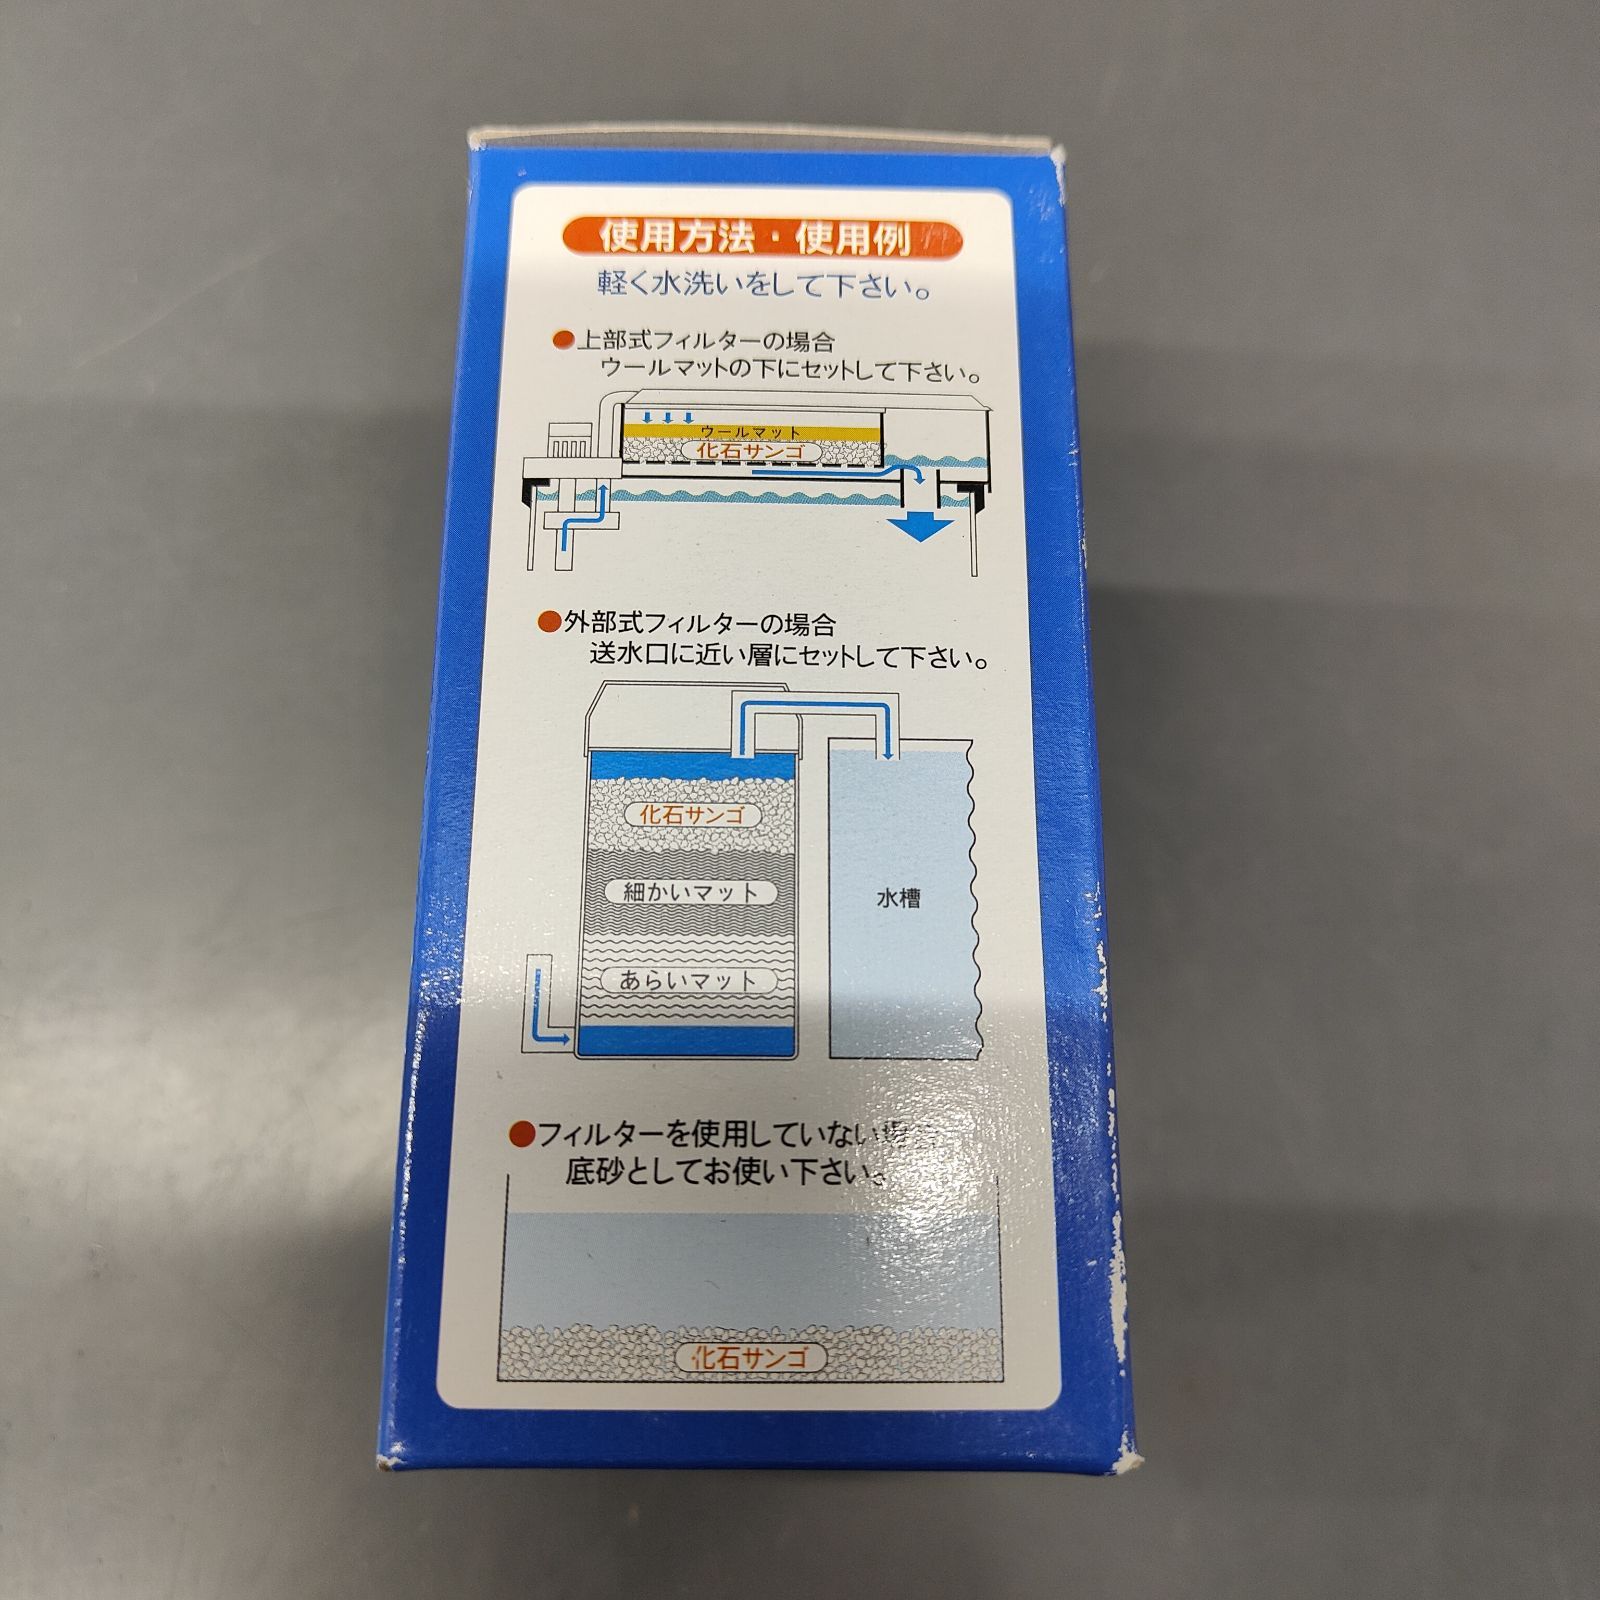 使用方法・使用例
軽く水洗いをして下さい。
●上部式フィルターの場合
ウールマットの下にセットして下さい。
ウールマット
化石サンゴ
●外部式フィルターの場合
送水口に近い層にセットして下さい。
化石サンゴ
細かいマット
水槽
あらいマット
●フィルターを使用していない場合
底砂としてお使い下さい。
化石サンゴ